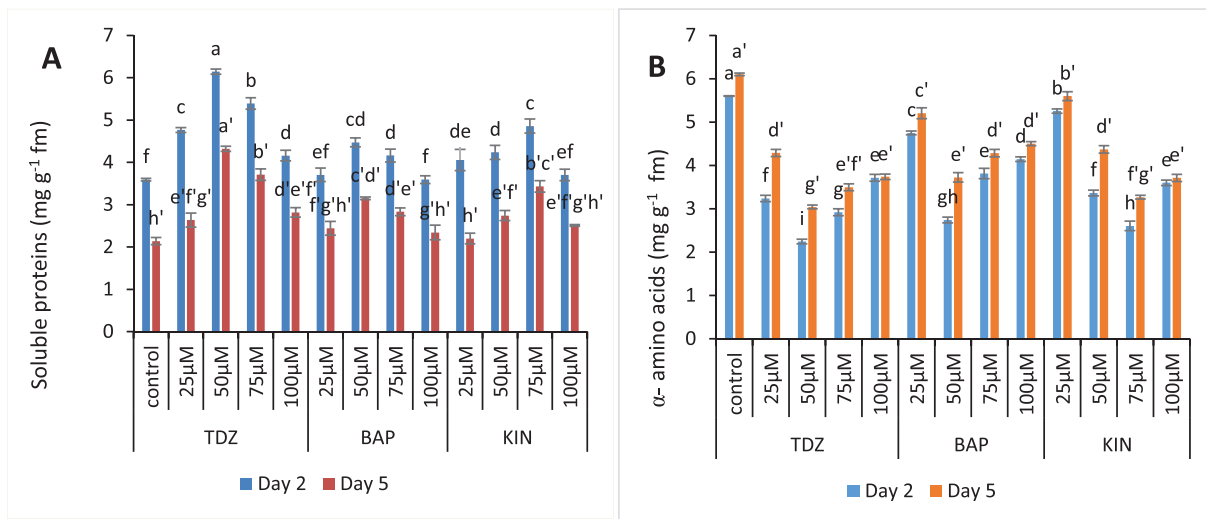 A
Soluble proteins (mg g⁻¹ fm)
7
6
5
4
3
2
1
0
f
h'
c
e'f'g'
a
a'
b
b'
d
d'e'f'
ef
f'g'h'
cd
c'd'
d
d'e'
f
g'h'
de
h'
d
e'f'
c
b'c'
ef
e'f'g'h'
control
25µM
50µM
75µM
100µM
25µM
50µM
75µM
100µM
25µM
50µM
75µM
100µM
TDZ BAP KIN
Day 2 Day 5
B
α- amino acids (mg g⁻¹ fm)
7
6
5
4
3
2
1
0
a
a'
f
d'
i
g'
g
e'f'
e
e'
c
c'
gh
e'
e
d'
d
d'
b
b'
f
d'
h
f'g'
e
e'
control
25µM
50µM
75µM
100µM
25µM
50µM
75µM
100µM
25µM
50µM
75µM
100µM
TDZ BAP KIN
Day 2 Day 5